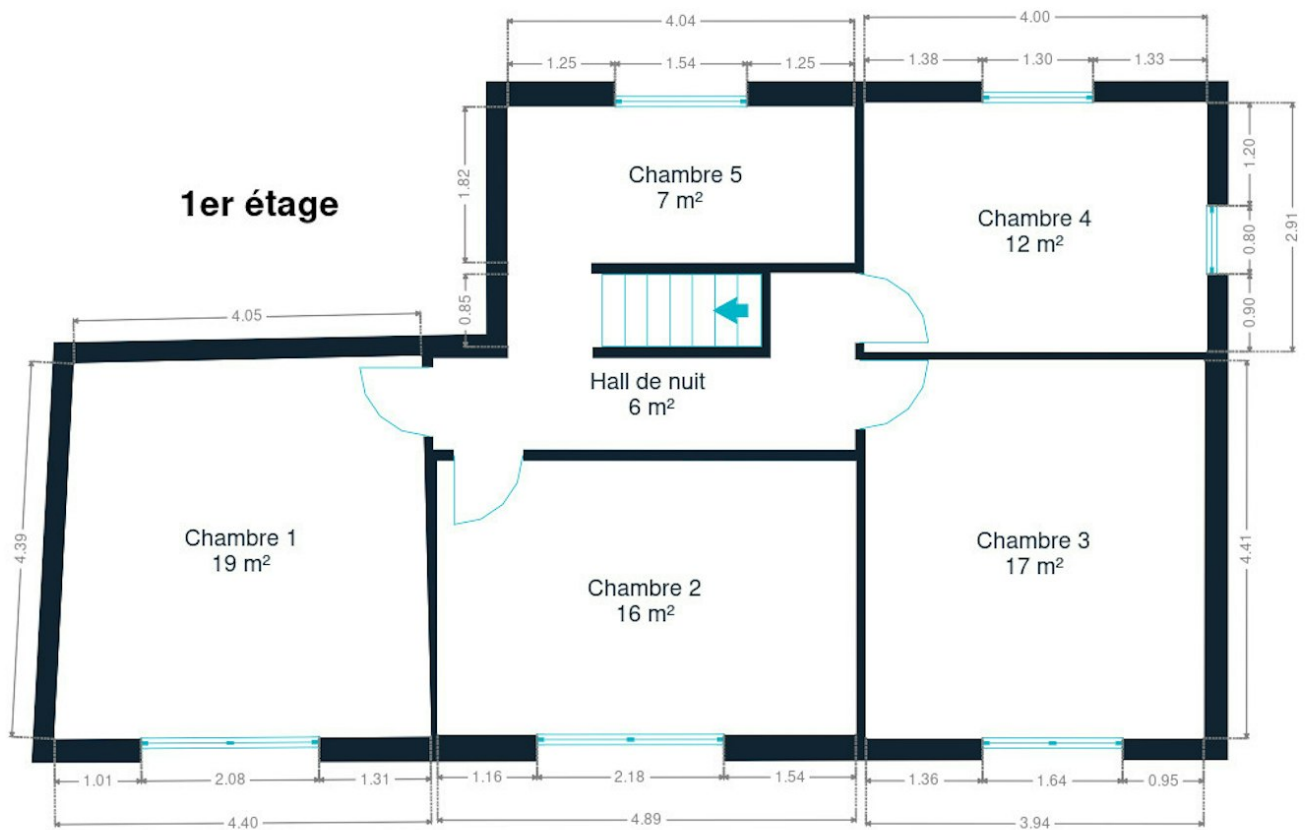 4.04
4.00
1.25
1.54
1.25
1.38
1.30
1.33
1.82
1.20
Chambre 5
7 m²
1er étage
Chambre 4
12 m²
0.80
2.91
0.85
0.90
4.05
Hall de nuit
6 m²
4.39
Chambre 1
19 m²
Chambre 2
16 m²
Chambre 3
17 m²
4.41
1.01
2.08
1.31
1.16
2.18
1.54
1.36
1.64
0.95
4.40
4.89
3.94